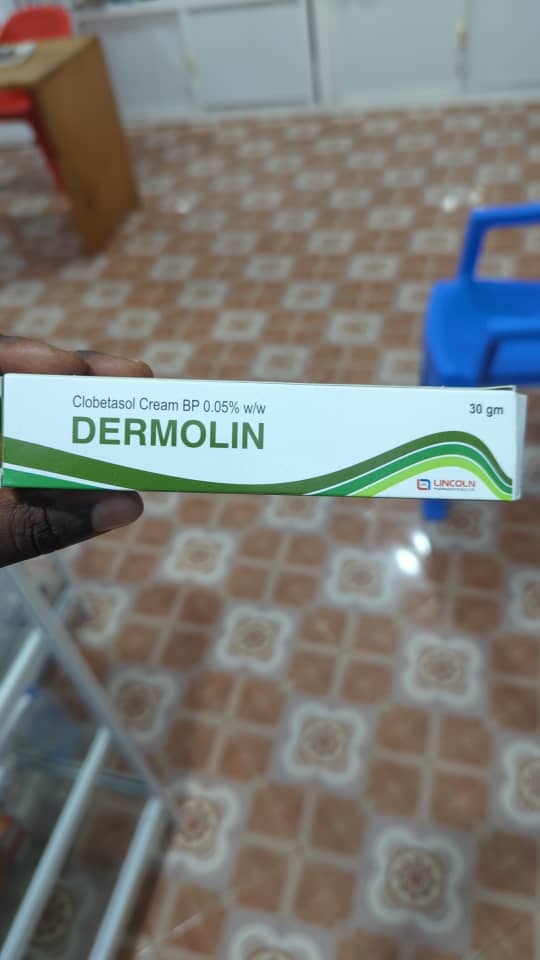 Clobetasol Cream BP 0.05% w/w
DERMOLIN
30 gm
LINCOLN